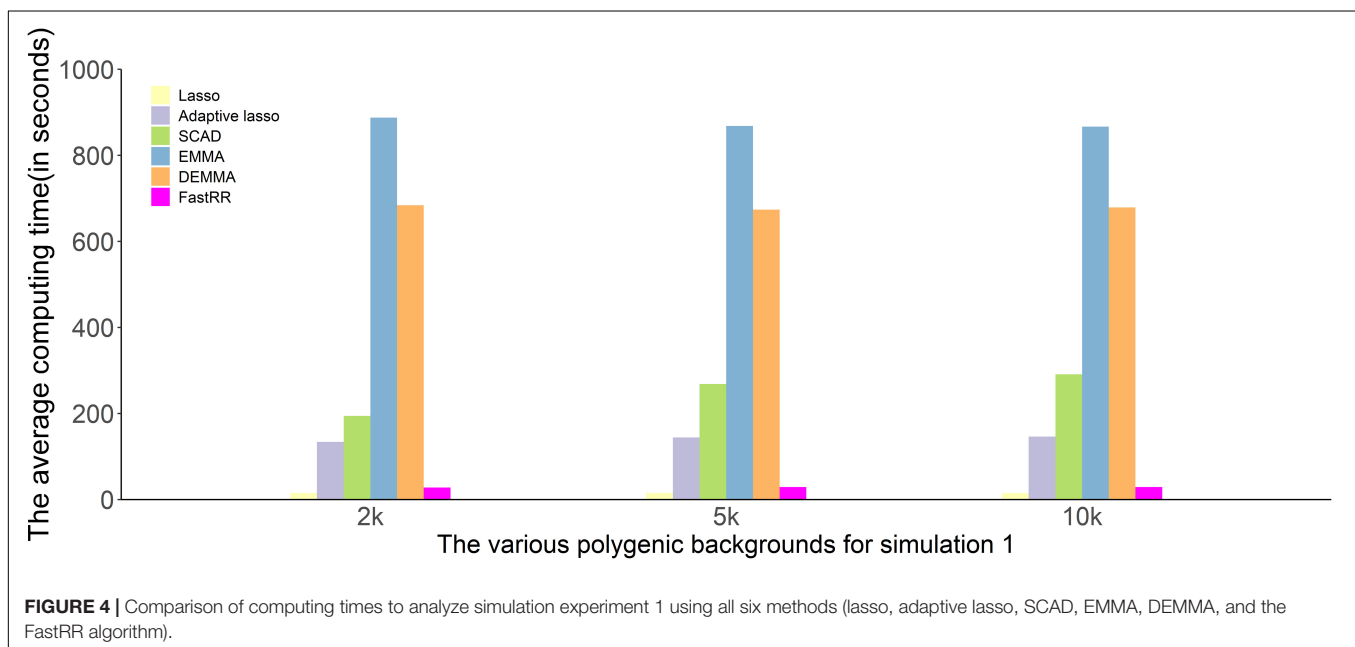 The average computing time(in seconds)
1000
800
600
400
200
0
Lasso
Adaptive lasso
SCAD
EMMA
DEMMA
FastRR
2k
5k
10k
The various polygenic backgrounds for simulation 1
FIGURE 4 | Comparison of computing times to analyze simulation experiment 1 using all six methods (lasso, adaptive lasso, SCAD, EMMA, DEMMA, and the
FastRR algorithm).